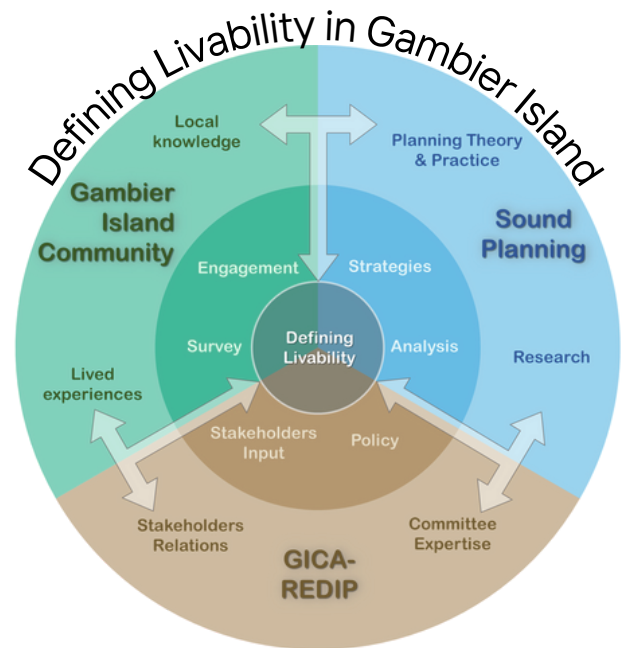 Defining Livability in Gambier Island
Local
knowledge
Planning Theory
& Practice
Gambier
Island
Community
Sound
Planning
Engagement
Strategies
Survey
Defining
Livability
Analysis
Research
Lived
experiences
Stakeholders
Input
Policy
Stakeholders
Relations
Committee
Expertise
GICA-
REDIP